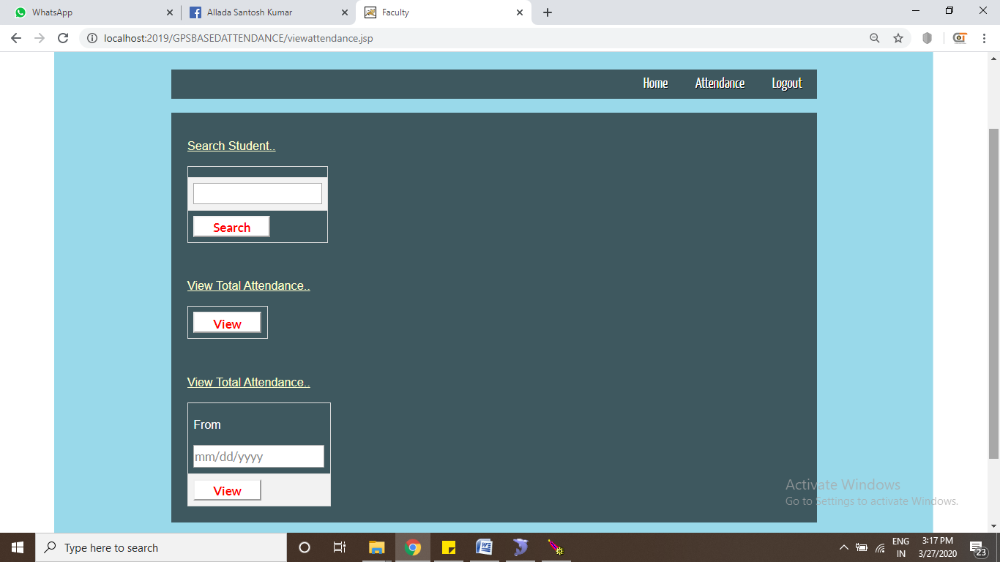 WhatsApp
Allada Santosh Kumar
Faculty
localhost:2019/GPSBASEDATTENDANCE/viewattendance.jsp
Home Attendance Logout
Search Student..
Search
View Total Attendance..
View
View Total Attendance..
From
mm/dd/yyyy
View
Activate Windows
Go to Settings to activate Windows.
Type here to search
ENG
IN
3:17 PM
3/27/2020
23